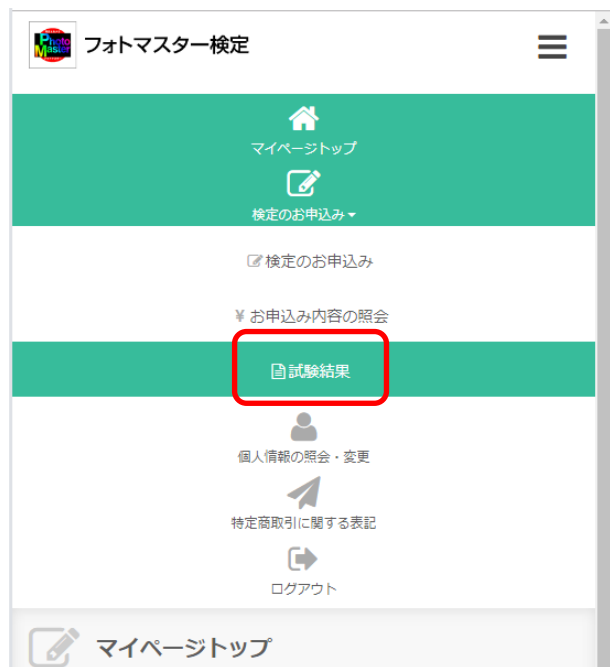 Photo
Master
フォトマスター検定
マイページトップ
検定のお申込み
検定のお申込み
¥ お申込み内容の照会
試験結果
個人情報の照会・変更
特定商取引に関する表記
ログアウト
マイページトップ